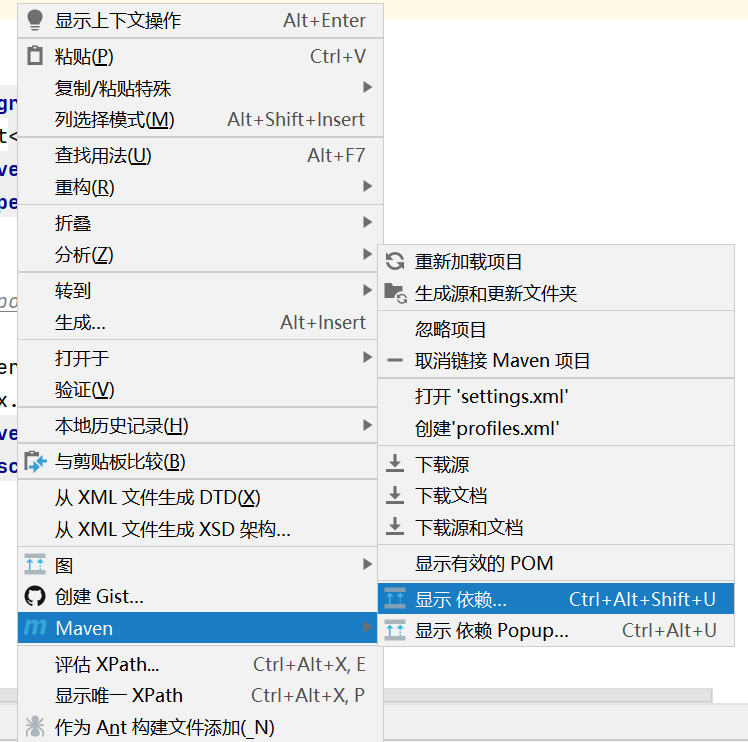 显示上下文操作 Alt+Enter
粘贴(P) Ctrl+V
复制/粘贴特殊
列选择模式(M) Alt+Shift+Insert
查找用法(U) Alt+F7
重构(R)
折叠
分析(Z)
转到
生成... Alt+Insert
打开于
验证(V)
本地历史记录(H)
与剪贴板比较(B)
从 XML 文件生成 DTD(X)
从 XML 文件生成 XSD 架构...
图
创建 Gist...
Maven
评估 XPath... Ctrl+Alt+X, E
显示唯一 XPath Ctrl+Alt+X, P
作为 Ant 构建文件添加(_N)
重新加载项目
生成源和更新文件夹
忽略项目
取消链接 Maven 项目
打开 'settings.xml'
创建'profiles.xml'
下载源
下载文档
下载源和文档
显示有效的 POM
显示 依赖... Ctrl+Alt+Shift+U
显示 依赖 Popup... Ctrl+Alt+U